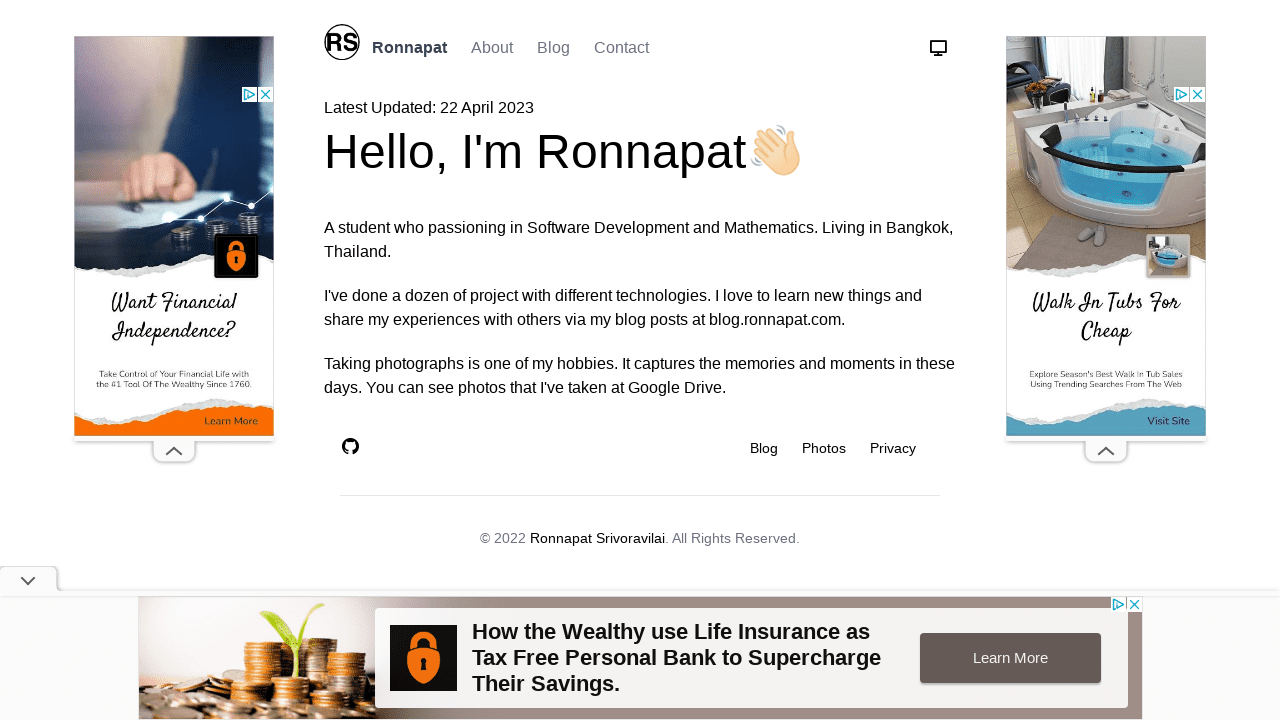 RS
Ronnapat
About
Blog
Contact
Latest Updated: 22 April 2023
Hello, I'm Ronnapat
A student who passioning in Software Development and Mathematics. Living in Bangkok,
Thailand.
I've done a dozen of project with different technologies. I love to learn new things and
share my experiences with others via my blog posts at blog.ronnapat.com.
Taking photographs is one of my hobbies. It captures the memories and moments in these
days. You can see photos that I've taken at Google Drive.
Blog
Photos
Privacy
© 2022 Ronnapat Srivoravilai. All Rights Reserved.
Want Financial
Independence?
Take Control of Your Financial Life with
the #1 Tool Of The Wealthy Since 1760.
Learn More
Walk In Tubs For
Cheap
Explore Season's Best Walk In Tub Sales
Using Trending Searches From The Web
Visit Site
How the Wealthy use Life Insurance as
Tax Free Personal Bank to Supercharge
Their Savings.
Learn More